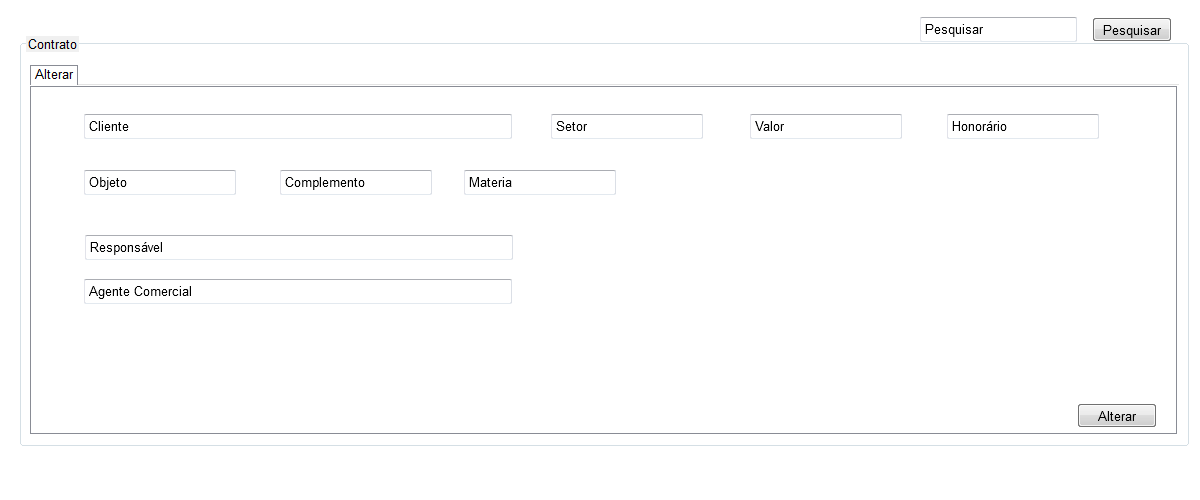 Pesquisar Pesquisar
Contrato
Alterar
Cliente Setor Valor Honorário
Objeto Complemento Materia
Responsável
Agente Comercial
Alterar